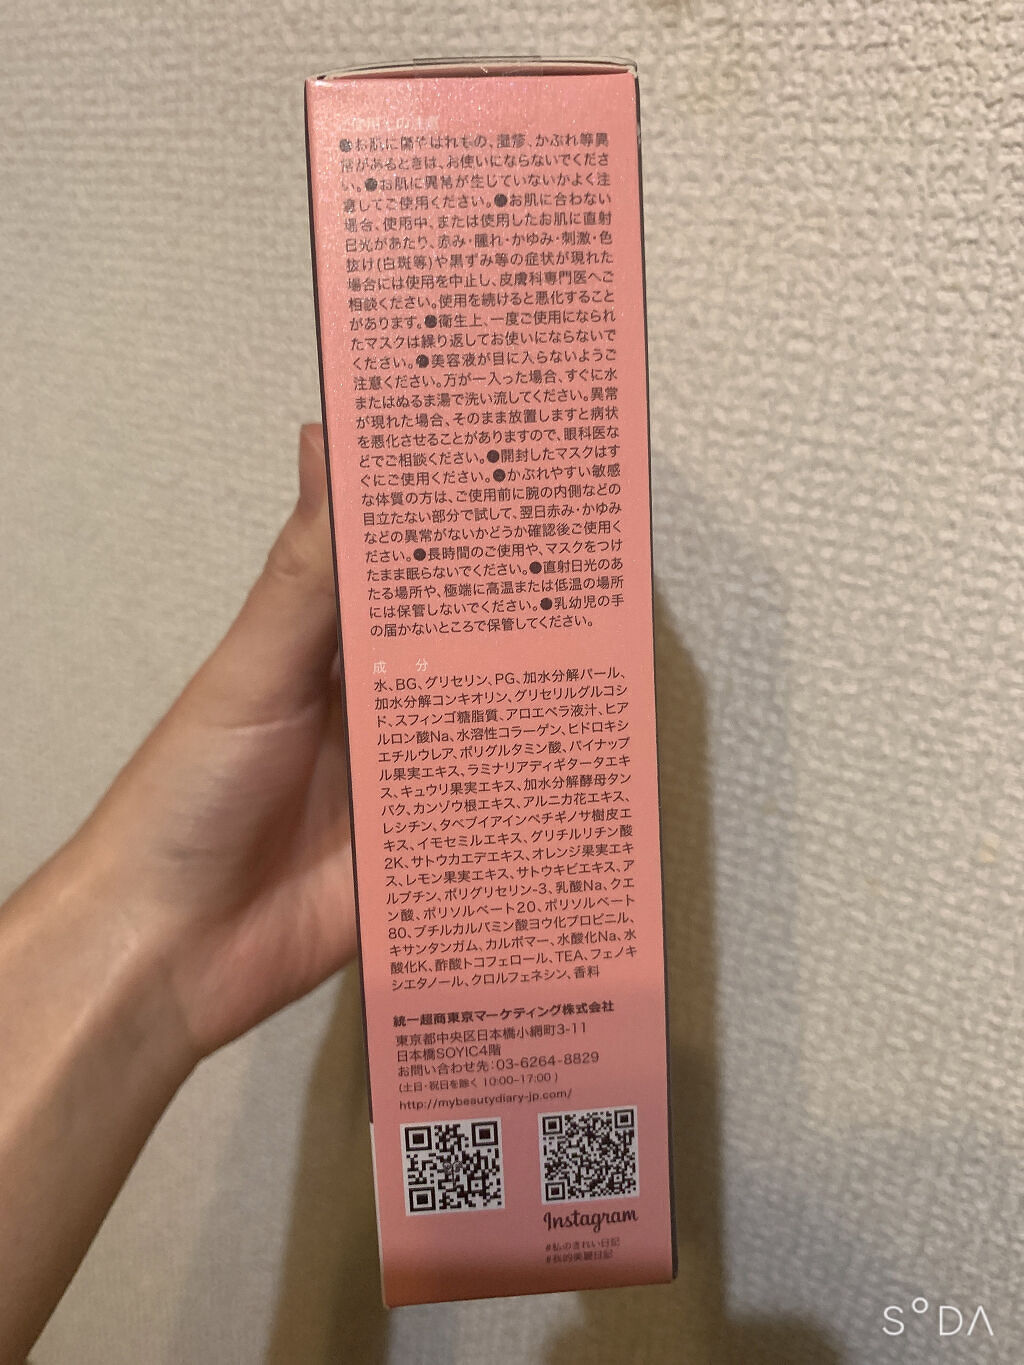 使用上の注意
●お肌に傷やはれもの、湿疹、かぶれ等異
常があるときは、お使いにならないでくださ
い。●お肌に異常が生じていないかよく注
意してご使用ください。●お肌に合わない
場合、使用中、または使用したお肌に直射
日光があたり、赤み・腫れ・かゆみ・刺激・色
抜け(白斑等)や黒ずみ等の症状が現れた
場合には使用を中止し、皮膚科専門医へご
相談ください。使用を続けると悪化すること
があります。●衛生上、一度ご使用になられ
たマスクは繰り返してお使いにならないで
ください。●美容液が目に入らないようご
注意ください。万が一入った場合、すぐに水
またはぬるま湯で洗い流してください。異常
が現れた場合、そのまま放置しますと病状
を悪化させることがありますので、眼科医な
どでご相談ください。●開封したマスクはす
ぐにご使用ください。●かぶれやすい敏感
な体質の方は、ご使用前に腕の内側などの
目立たない部分で試して、翌日赤み・かゆみ
などの異常がないかどうか確認後ご使用く
ださい。●長時間のご使用や、マスクをつけ
たまま眠らないでください。●直射日光のあ
たる場所や、極端に高温または低温の場所
には保管しないでください。●乳幼児の手
の届かないところで保管してください。
成 分
水、BG、グリセリン、PG、加水分解パール、
加水分解コンキオリン、グリセリルグルコシ
ド、スフィンゴ糖脂質、アロエベラ液汁、ヒア
ルロン酸Na、水溶性コラーゲン、ヒドロキシ
エチルウレア、ポリグルタミン酸、パイナップ
ル果実エキス、ラミナリアディギタータエキ
ス、キュウリ果実エキス、加水分解酵母タン
パク、カンゾウ根エキス、アルニカ花エキス、
レシチン、タベブイアインペチギノサ樹皮エ
キス、イモセミルエキス、グリチルリチン酸
2K、サトウカエデエキス、オレンジ果実エキ
ス、レモン果実エキス、サトウキビエキス、ア
ルブチン、ポリグリセリン-3、乳酸Na、クエ
ン酸、ポリソルベート20、ポリソルベート
80、ブチルカルバミン酸ヨウ化プロピニル、
キサンタンガム、カルボマー、水酸化Na、水
酸化K、酢酸トコフェロール、TEA、フェノキ
シエタノール、クロルフェネシン、香料
統一超商東京マーケティング株式会社
東京都中央区日本橋小網町3-11
日本橋SOYIC4階
お問い合わせ先:03-6264-8829
(土日・祝日を除く 10:00-17:00 )
http://mybeautydiary-jp.com/
Instagram
#私のきれい日記
#我的美麗日記
S°DA